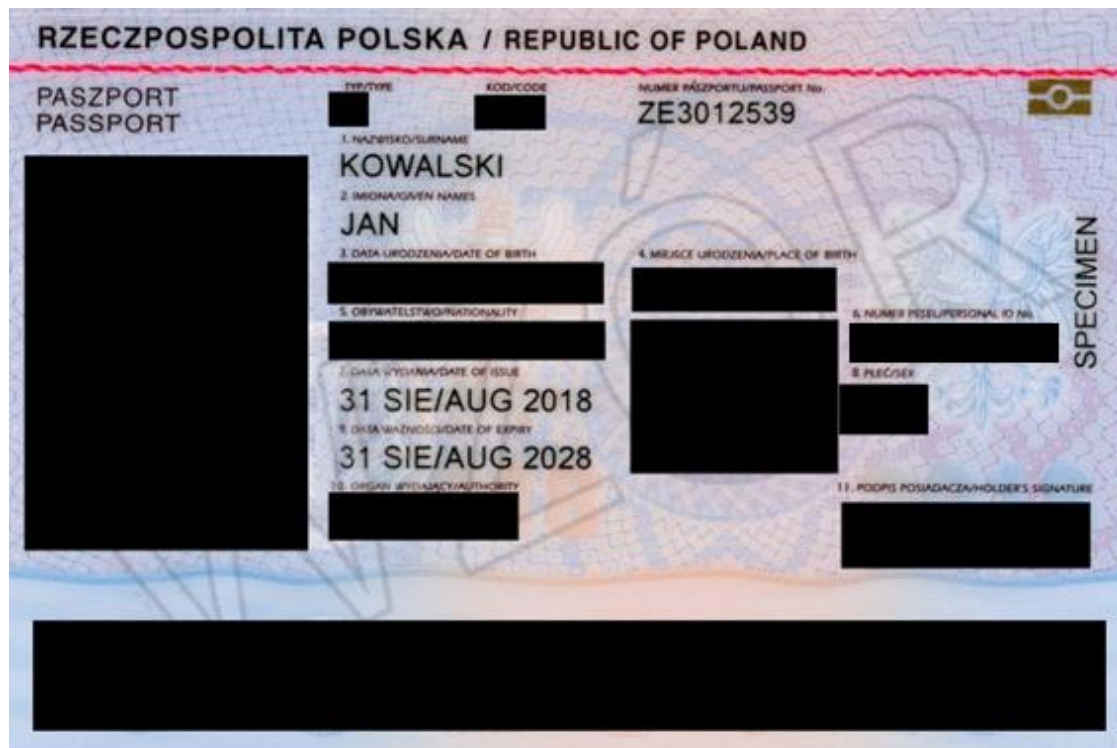 RZECZPOSPOLITA POLSKA / REPUBLIC OF POLAND
PASZPORT
PASSPORT
TYP/TYPE
KOD/CODE
NUMER PASZPORTU/PASSPORT No.
ZE3012539
1. NAZWISKO/SURNAME
KOWALSKI
2. IMIONA/GIVEN NAMES
JAN
3. DATA URODZENIA/DATE OF BIRTH
4. MIEJSCE URODZENIA/PLACE OF BIRTH
5. OBYWATELSTWO/NATIONALITY
6. NUMER PESEL/PERSONAL ID No.
7. DATA WYDANIA/DATE OF ISSUE
8. PŁEĆ/SEX
31 SIE/AUG 2018
9. DATA WAŻNOŚCI/DATE OF EXPIRY
31 SIE/AUG 2028
10. ORGAN WYDAJĄCY/AUTHORITY
11. PODPIS POSIADACZA/HOLDER'S SIGNATURE
SPECIMEN
WZÓR